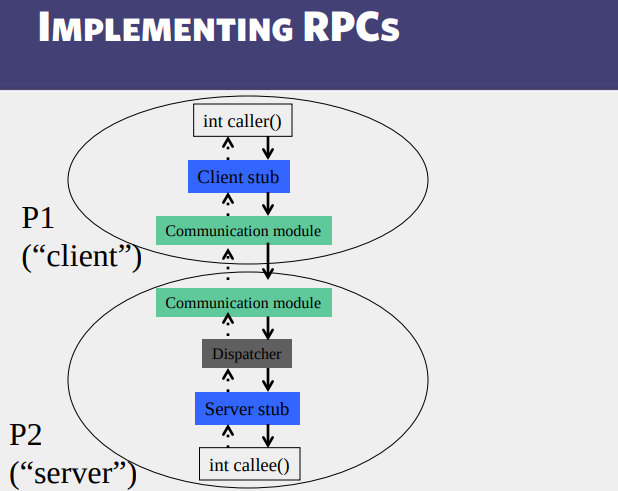 IMPLEMENTING RPCS
int caller()
Client stub
Communication module
P1
(“client”)
Communication module
Dispatcher
Server stub
P2
(“server”)
int callee()